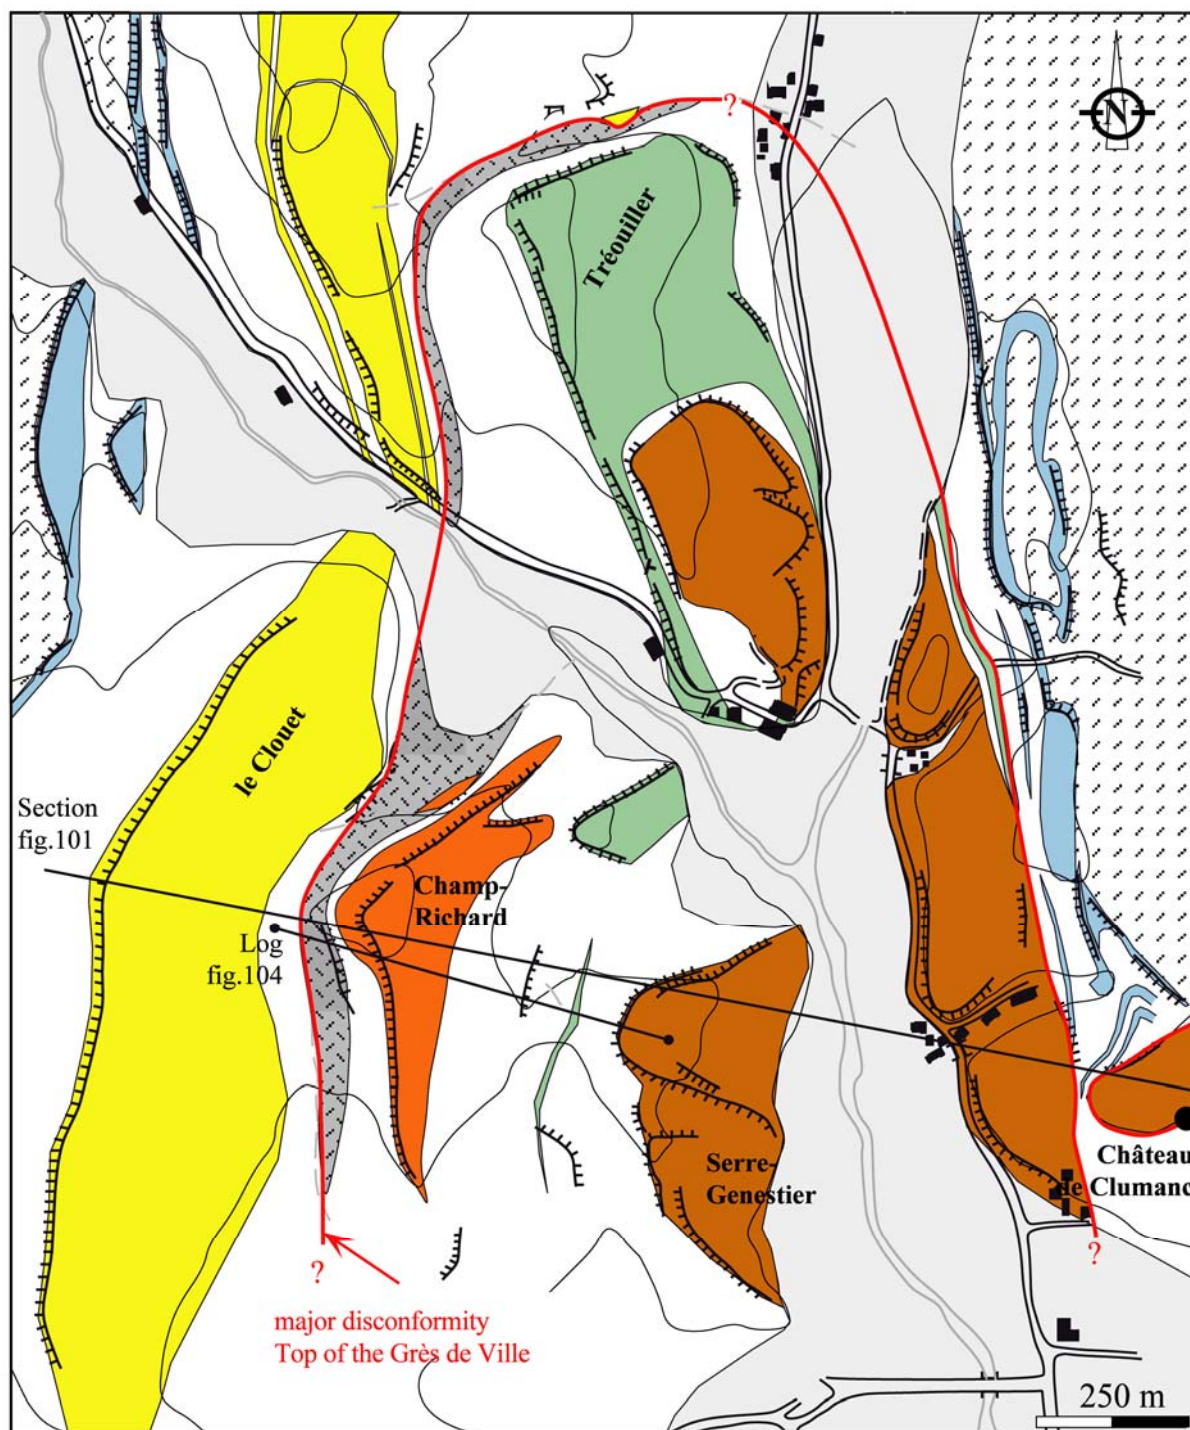 N
?
Tréouiller
le Clouet
Section
fig.101
Champ-
Richard
Log
fig.104
Serre-
Genestier
Château
de Clumanc
?
?
major disconformity
Top of the Grès de Ville
250 m